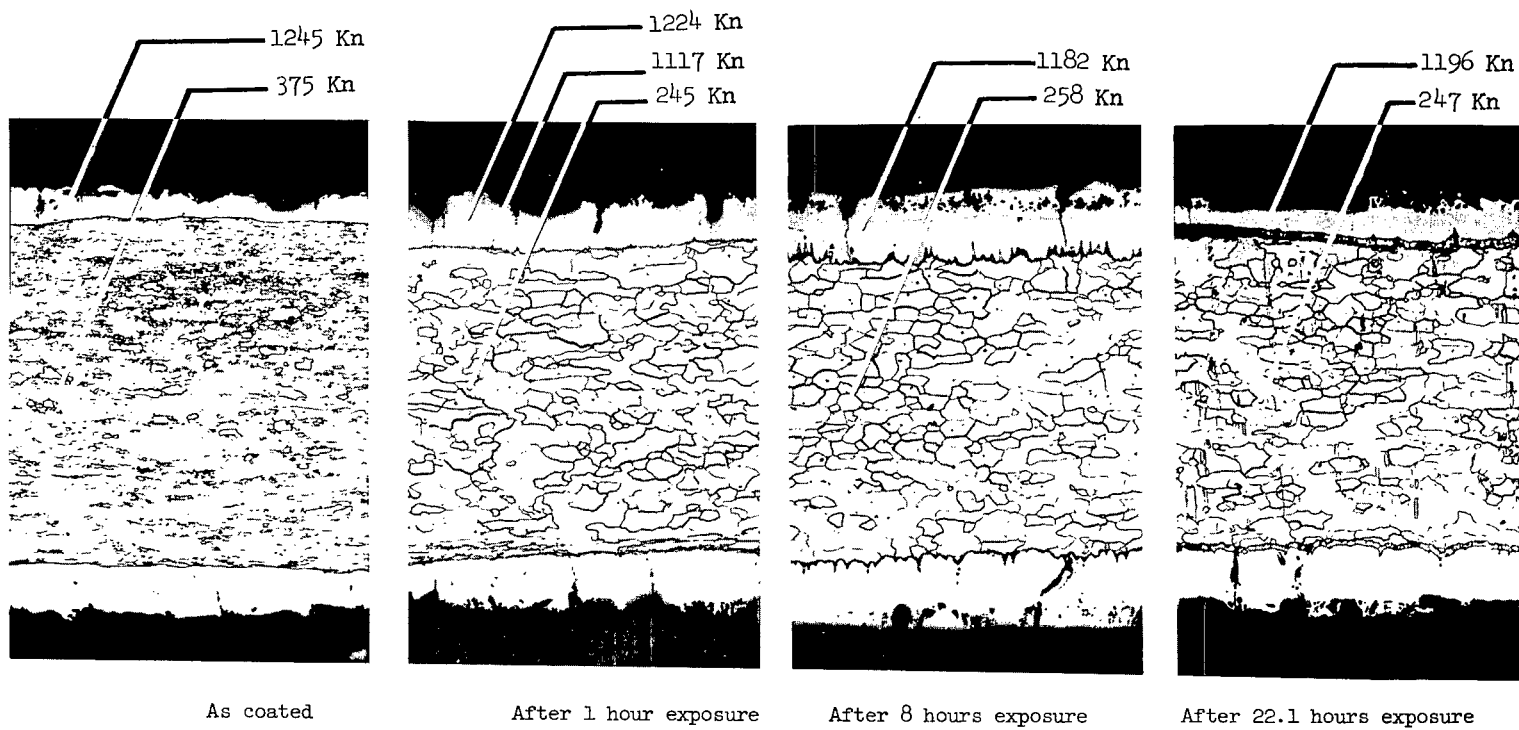 1245 Kn
375 Kn
1224 Kn
1117 Kn
245 Kn
1182 Kn
258 Kn
1196 Kn
247 Kn
As coated
After 1 hour exposure
After 8 hours exposure
After 22.1 hours exposure